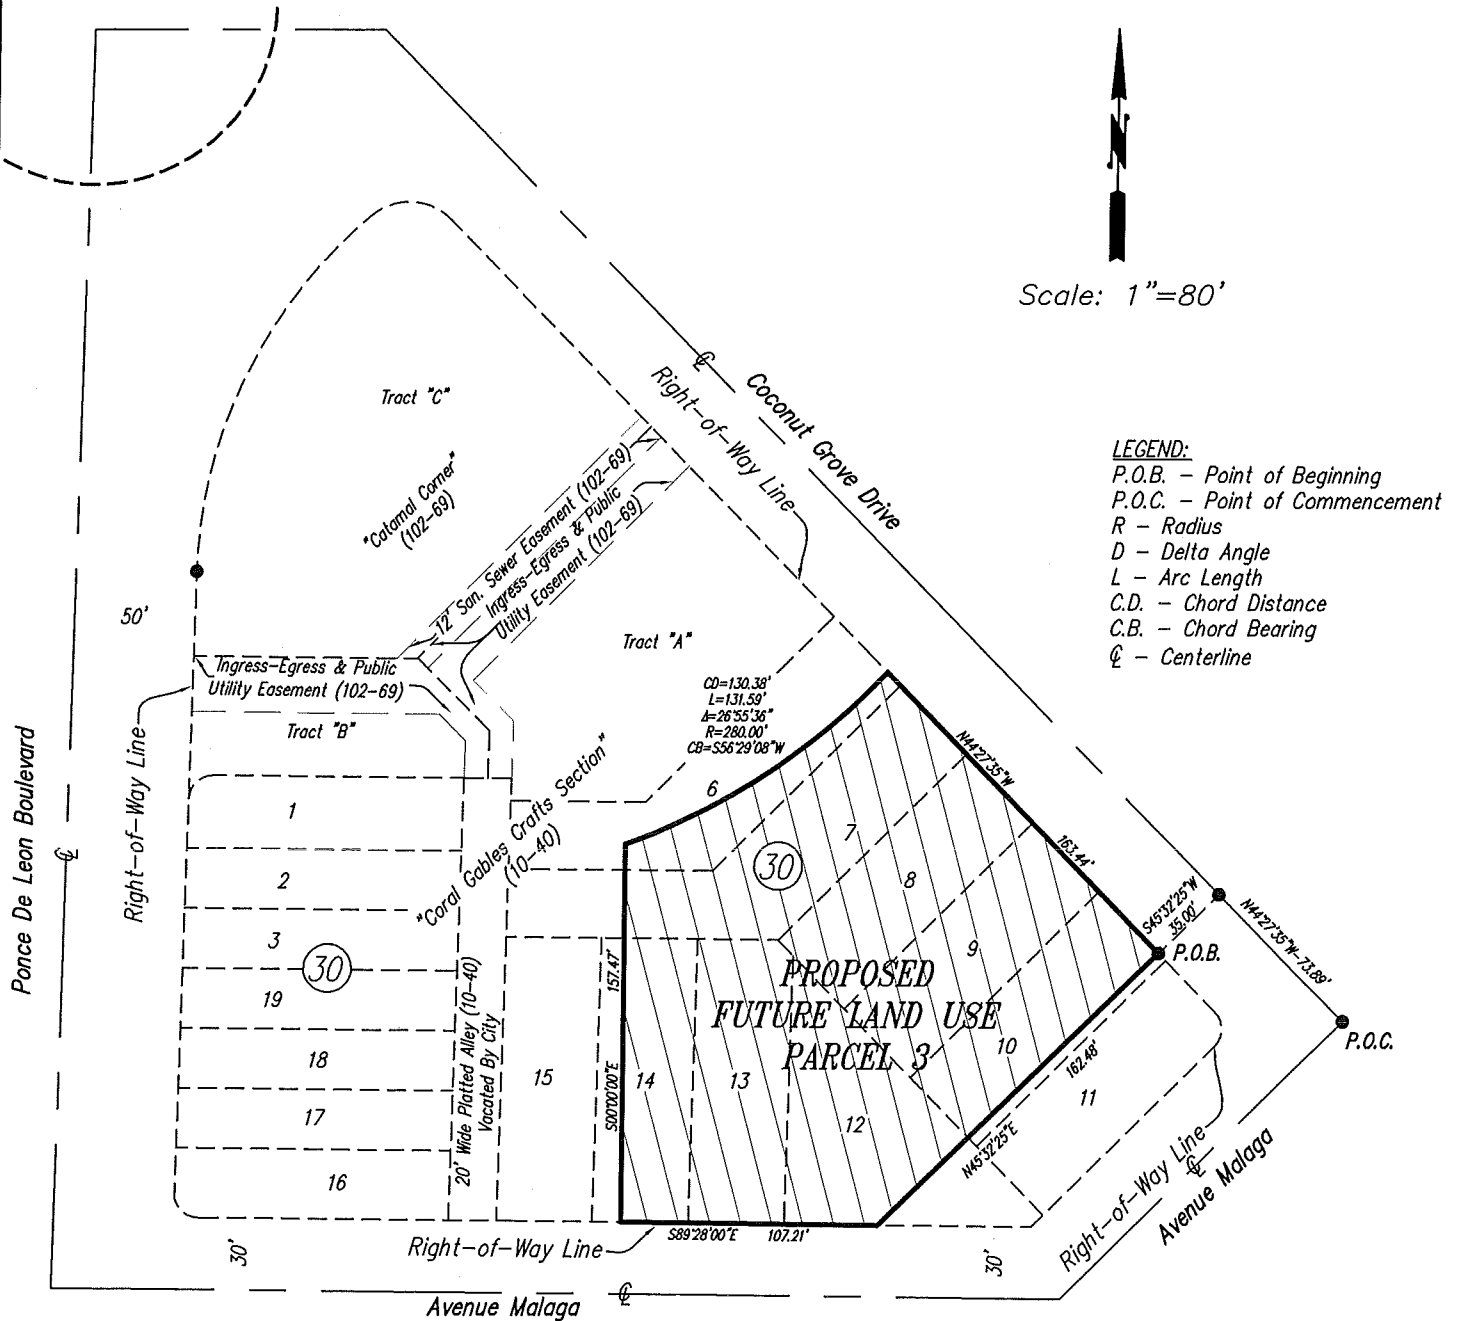 N
Scale: 1"=80'
LEGEND:
P.O.B. – Point of Beginning
P.O.C. – Point of Commencement
R – Radius
D – Delta Angle
L – Arc Length
C.D. – Chord Distance
C.B. – Chord Bearing
℄ – Centerline
℄
Coconut Grove Drive
Right–of–Way Line
Tract "C"
"Catamal Corner"
(102–69)
12' San. Sewer Easement (102–69)
Ingress–Egress & Public
Utility Easement (102–69)
50'
Ingress–Egress & Public
Utility Easement (102–69)
Tract "A"
Tract "B"
CD=130.38'
L=131.59'
Δ=26°55'36"
R=280.00'
CB=S56°29'08"W
Ponce De Leon Boulevard
℄
Right–of–Way Line
"Coral Gables Crafts Section"
(10–40)
1
2
3
30
19
18
17
16
20' Wide Platted Alley (10–40)
Vacated By City
15
6
7
30
8
9
10
11
12
13
14
N44°27'35"W
163.44'
S45°32'25"W
35.00'
N44°27'35"W–73.89'
P.O.B.
P.O.C.
PROPOSED
FUTURE LAND USE
PARCEL 3
157.47'
S00°00'00"E
162.48'
N45°32'25"E
S89°28'00"E
107.21'
Right–of–Way Line
30'
30'
Right–of–Way Line
℄
Avenue Malaga
Avenue Malaga
℄